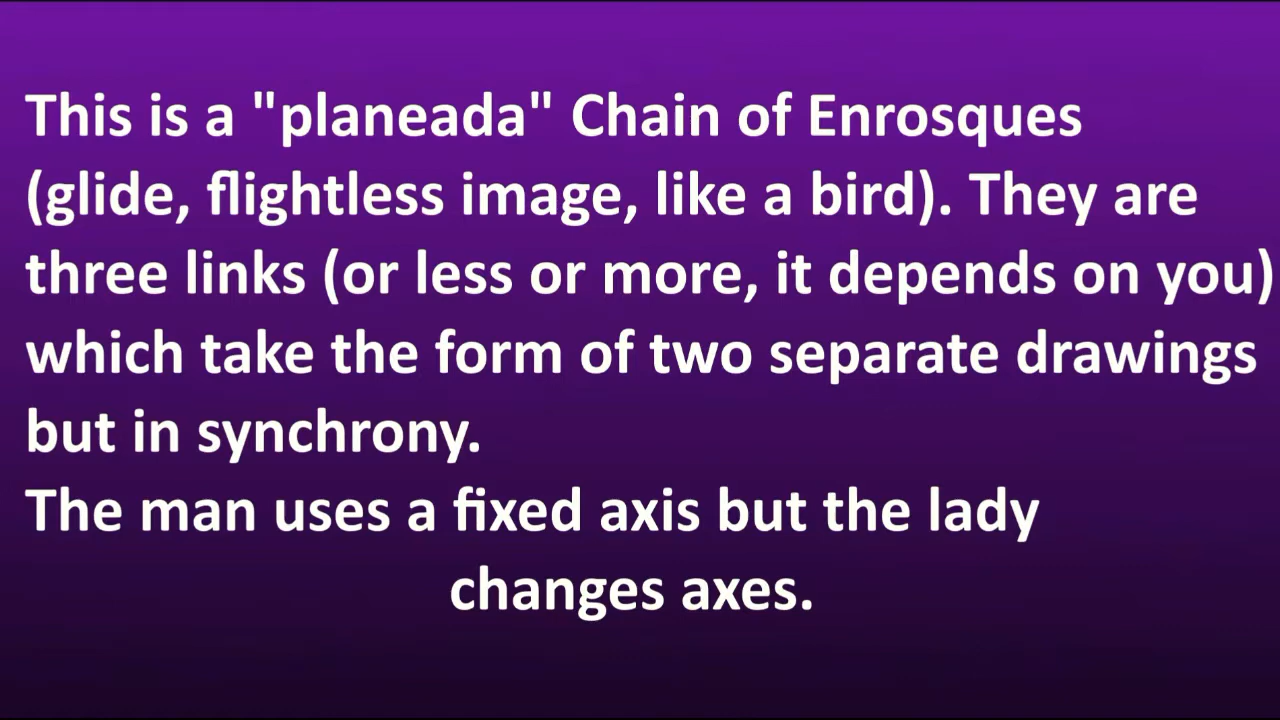 This is a "planeada" Chain of Enrosques
(glide, flightless image, like a bird). They are
three links (or less or more, it depends on you)
which take the form of two separate drawings
but in synchrony.
The man uses a fixed axis but the lady
changes axes.